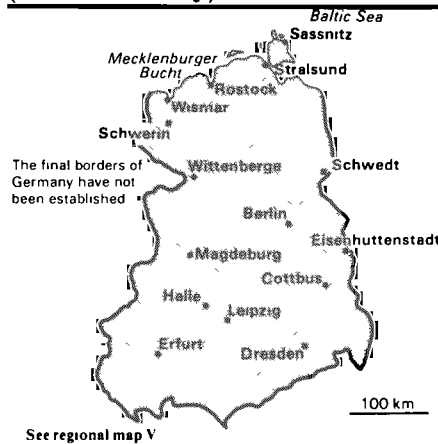 Baltic Sea
Sassnitz
Mecklenburger
Bucht
Stralsund
Rostock
Wismar
Schwerin
The final borders of
Germany have not
been established
Wittenberge
Schwedt
Berlin
Eisenhuttenstadt
Magdeburg
Cottbus
Halle
Leipzig
Erfurt
Dresden
100 km
See regional map V